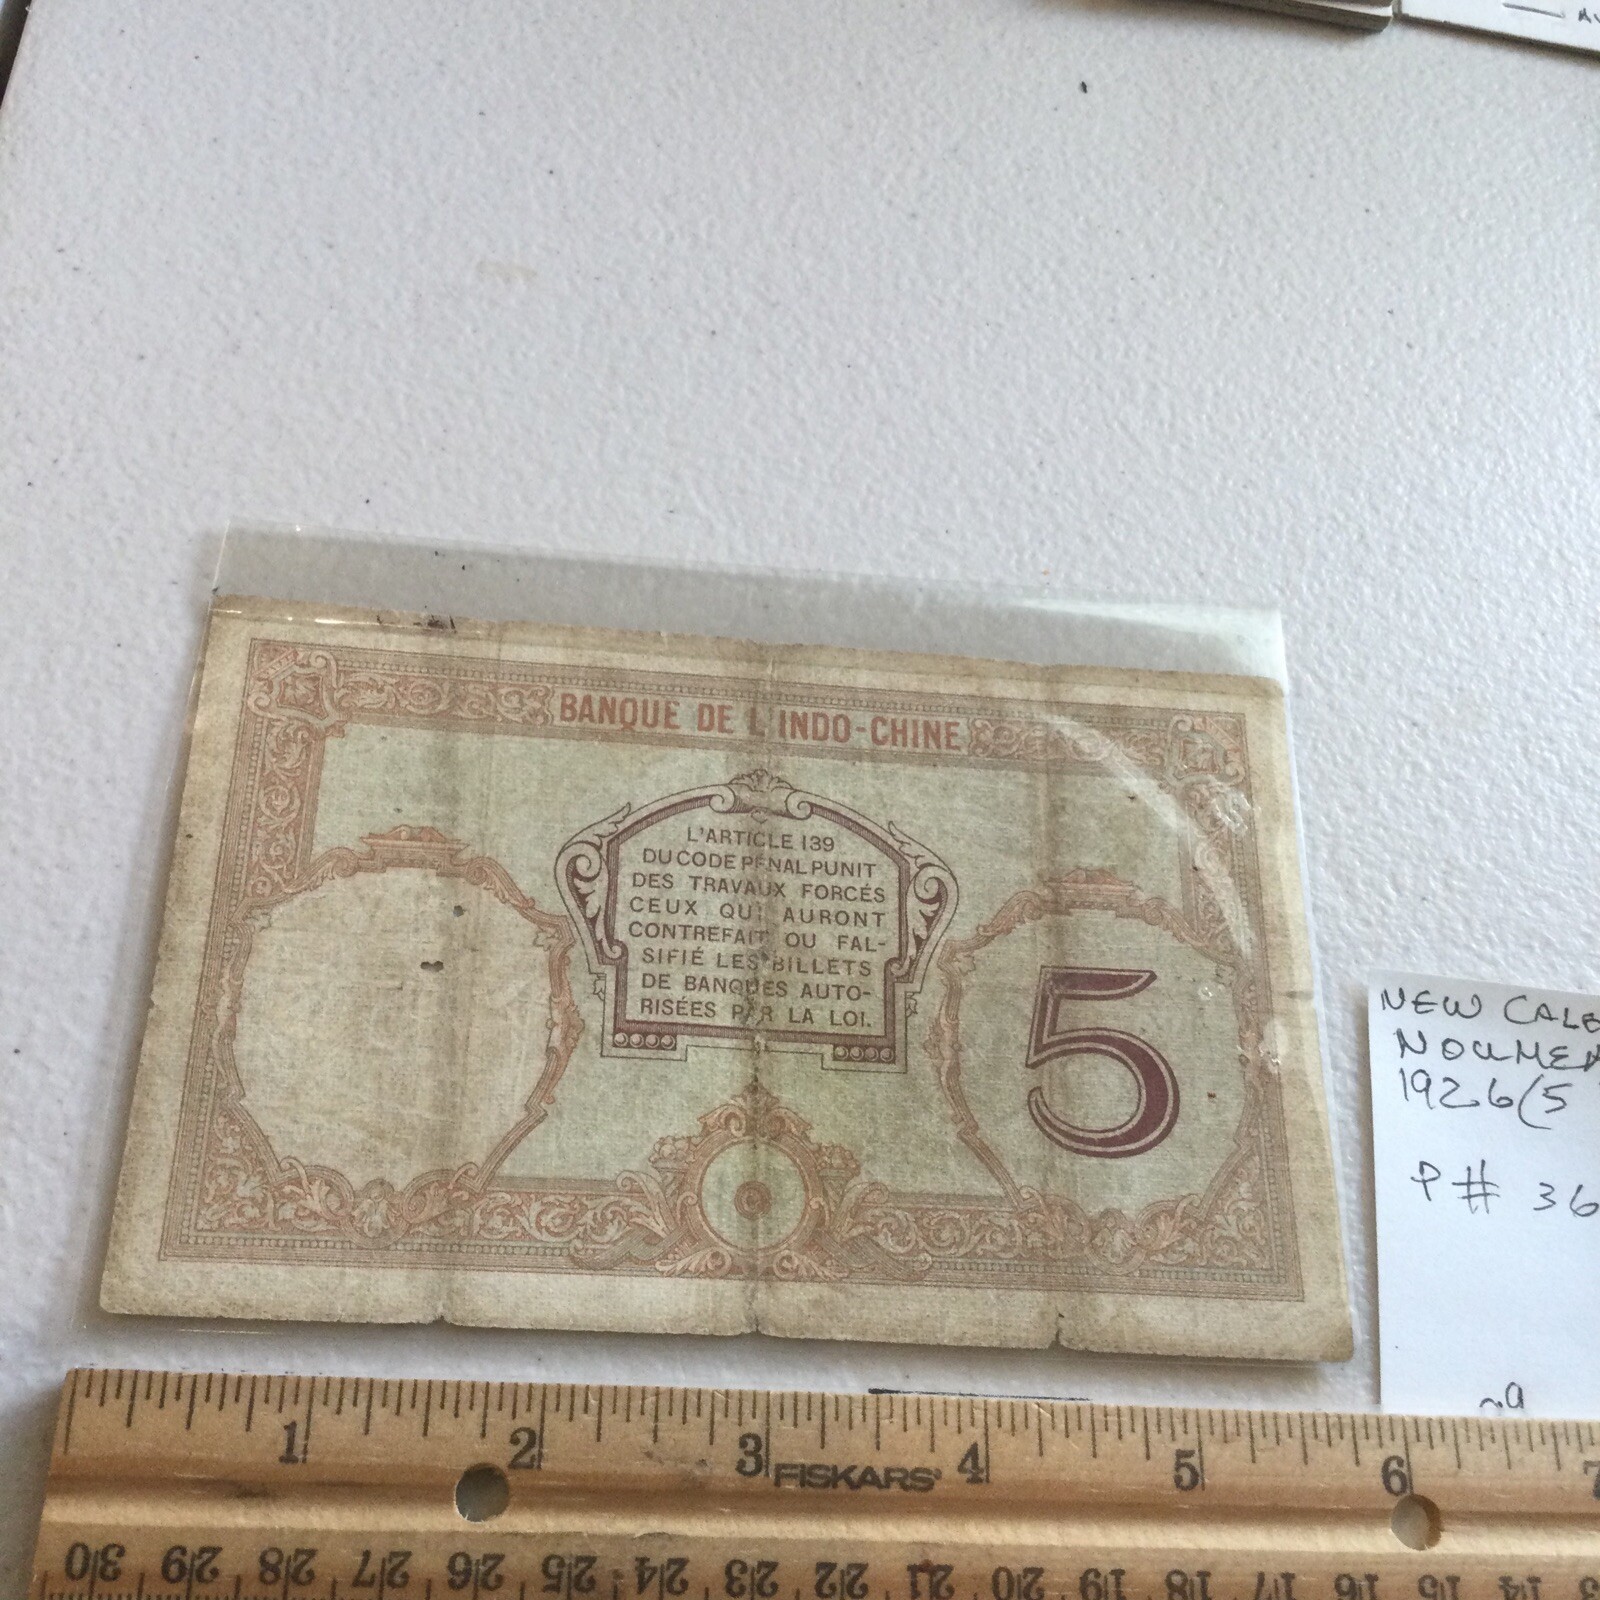 BANQUE DE L'INDO-CHINE
L'ARTICLE 139
DU CODE PÉNAL PUNIT
DES TRAVAUX FORCÉS
CEUX QUI AURONT
CONTREFAIT OU FAL-
SIFIÉ LES BILLETS
DE BANQUES AUTO-
RISÉES PAR LA LOI.
5
NEW CALE
NOUMEA
1926(5
P# 36
1 2 3 FISKARS® 4 5 6 7
30 29 28 27 26 25 24 23 22 21 20 19 18 17 16 15 14